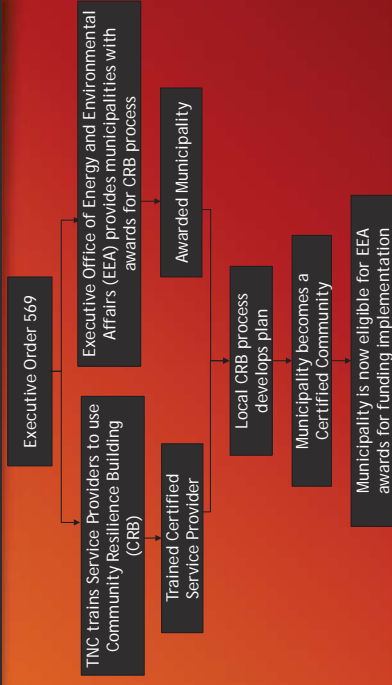 Executive Order 569
TNC trains Service Providers to use
Community Resilience Building
(CRB)
Executive Office of Energy and Environmental
Affairs (EEA) provides municipalities with
awards for CRB process
Trained Certified
Service Provider
Awarded Municipality
Local CRB process
develops plan
Municipality becomes a
Certified Community
Municipality is now eligible for EEA
awards for funding implementation